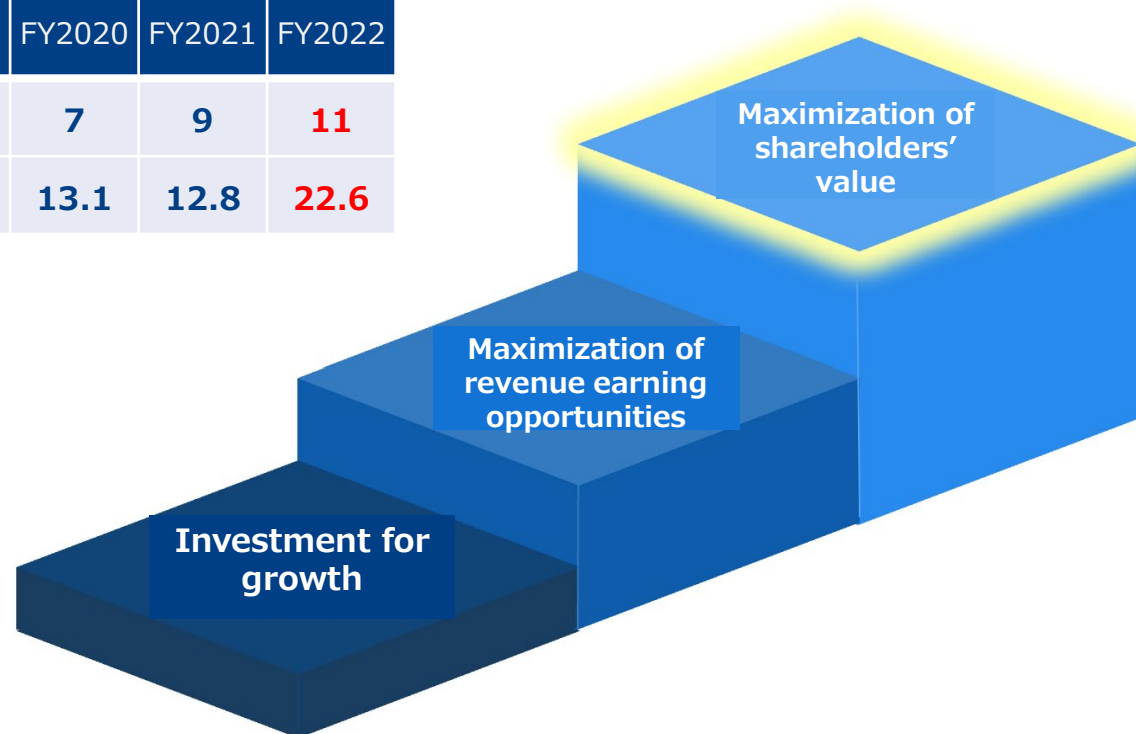 FY2020 FY2021 FY2022
7 9 11
13.1 12.8 22.6
Maximization of
shareholders’
value
Maximization of
revenue earning
opportunities
Investment for
growth